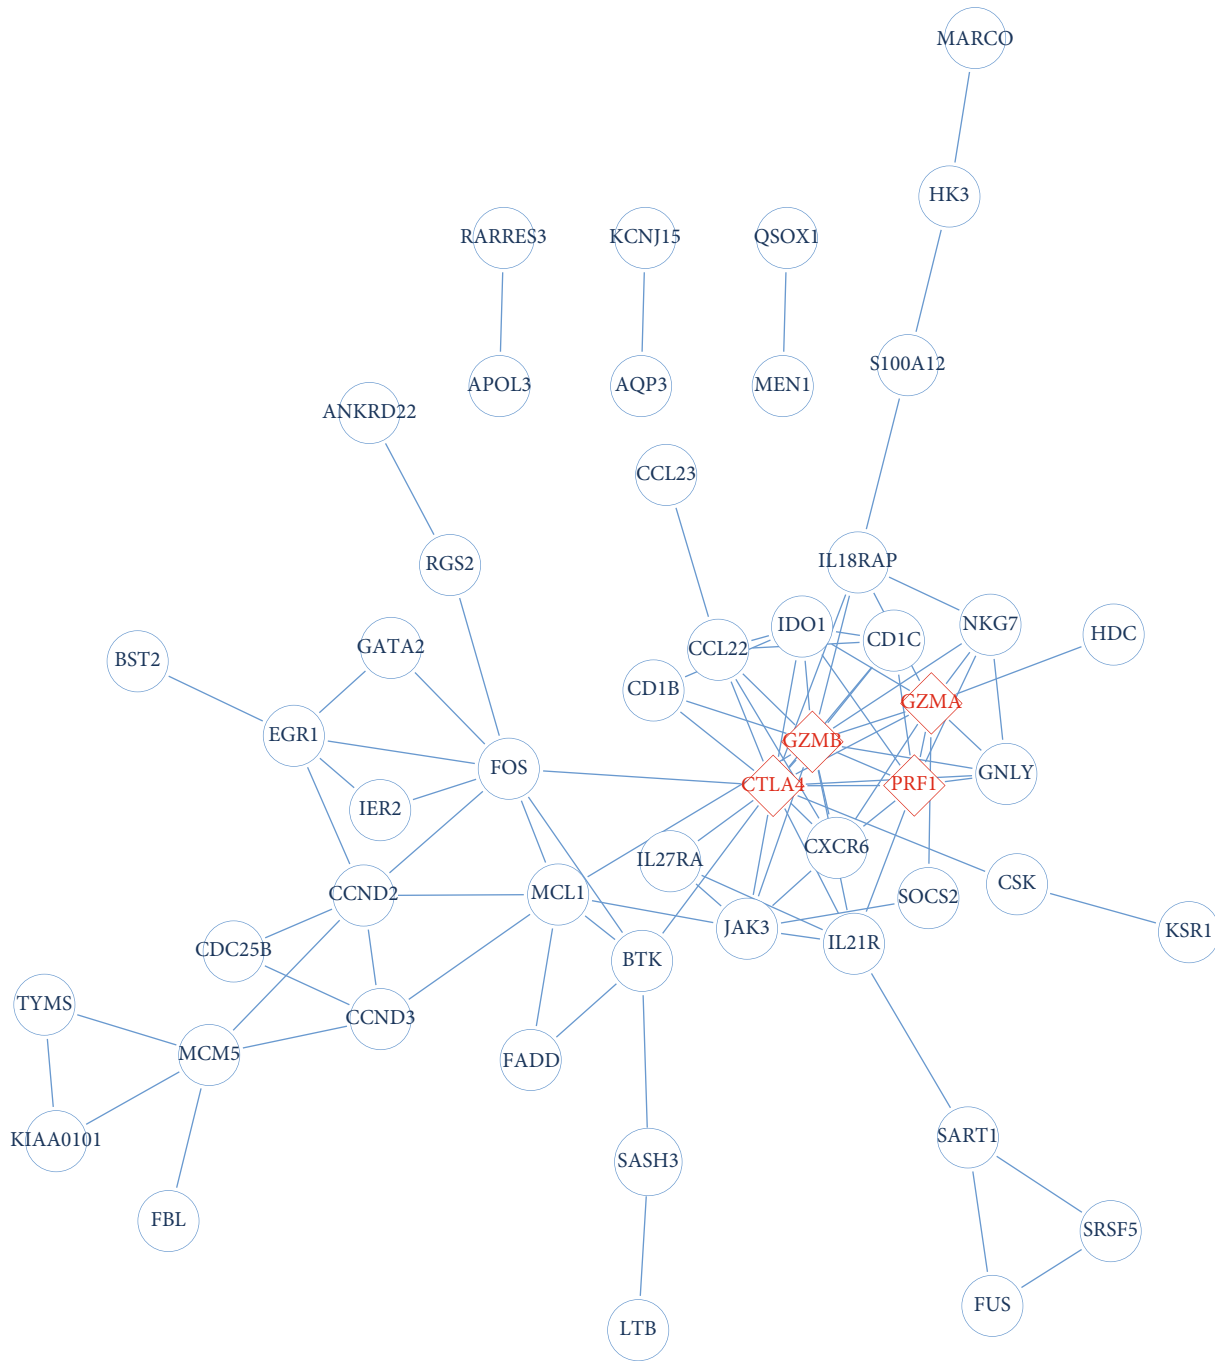 MARCO
HK3
RARRES3
KCNJ15
QSOX1
S100A12
APOL3
AQP3
MEN1
ANKRD22
CCL23
IL18RAP
RGS2
IDO1
NKG7
CD1C
HDC
GATA2
CCL22
BST2
CD1B
GZMA
EGR1
GZMB
FOS
GNLY
CTLA4
PRF1
IER2
IL27RA
CXCR6
CSK
CCND2
MCL1
SOCS2
JAK3
KSR1
CDC25B
IL21R
BTK
TYMS
CCND3
MCM5
FADD
KIAA0101
SART1
SASH3
FBL
SRSF5
FUS
LTB